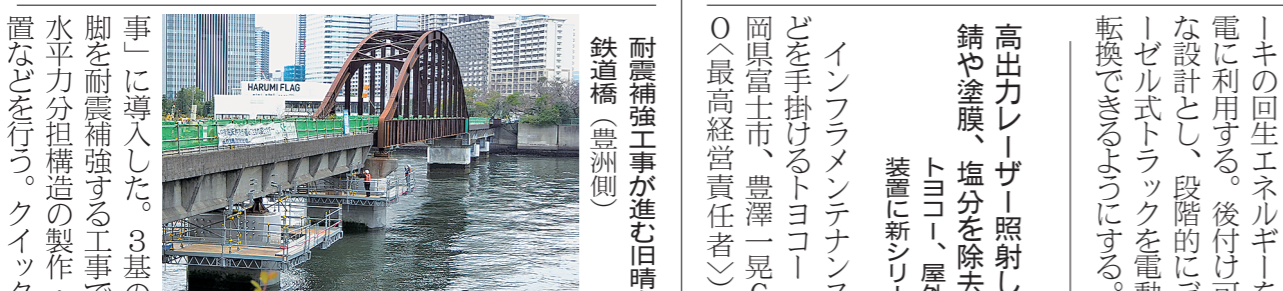 ーキの回生エネルギーを
電に利用する。後付け可
な設計とし、段階的にデ
ーゼル式トラックを電動
転換できるようにする。
高出力レーザー照射し
錆や塗膜、塩分を除去
トヨコー、屋外
装置に新シリー
インフラメンテナンス
どを手掛けるトヨコー
岡県富士市、豊澤一晃C
O〈最高経営責任者〉)
耐震補強工事が進む旧晴
鉄道橋(豊洲側)
HARUMI FLAG
事」に導入した。3基の
脚を耐震補強する工事で
水平力分担構造の製作・
置などを行う。クイック